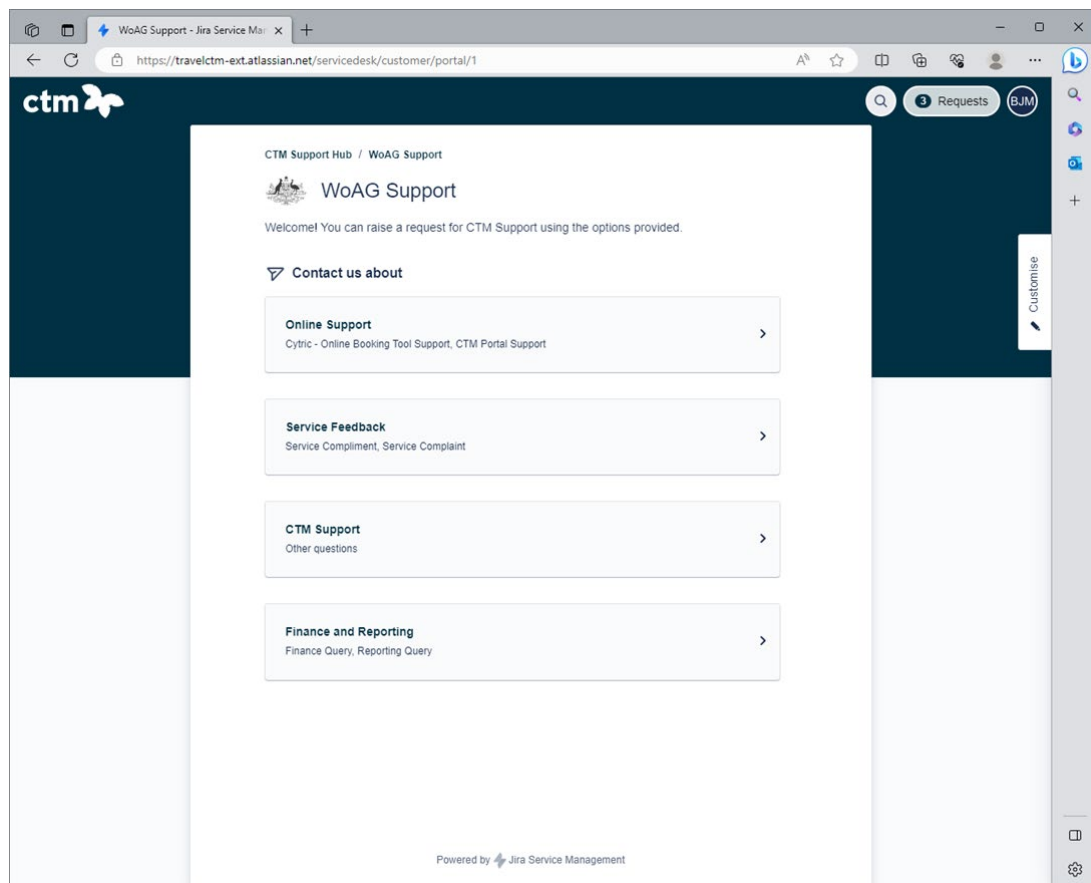 WoAG Support - Jira Service Mar
https://travelctm-ext.atlassian.net/servicedesk/customer/portal/1
ctm
3 Requests
BJM
CTM Support Hub / WoAG Support
WoAG Support
Welcome! You can raise a request for CTM Support using the options provided.
Customise
Contact us about
Online Support
Cytric - Online Booking Tool Support, CTM Portal Support
Service Feedback
Service Compliment, Service Complaint
CTM Support
Other questions
Finance and Reporting
Finance Query, Reporting Query
Powered by Jira Service Management